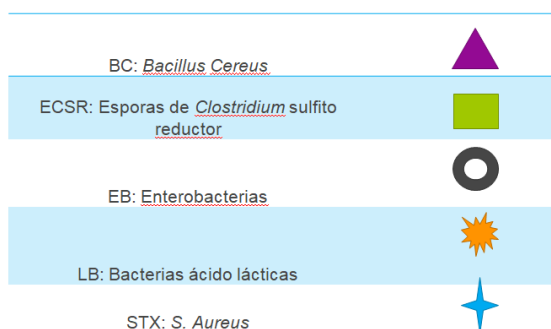 BC: Bacillus Cereus
ECSR: Esporas de Clostridium sulfito
reductor
EB: Enterobacterias
LB: Bacterias ácido lácticas
STX: S. Aureus